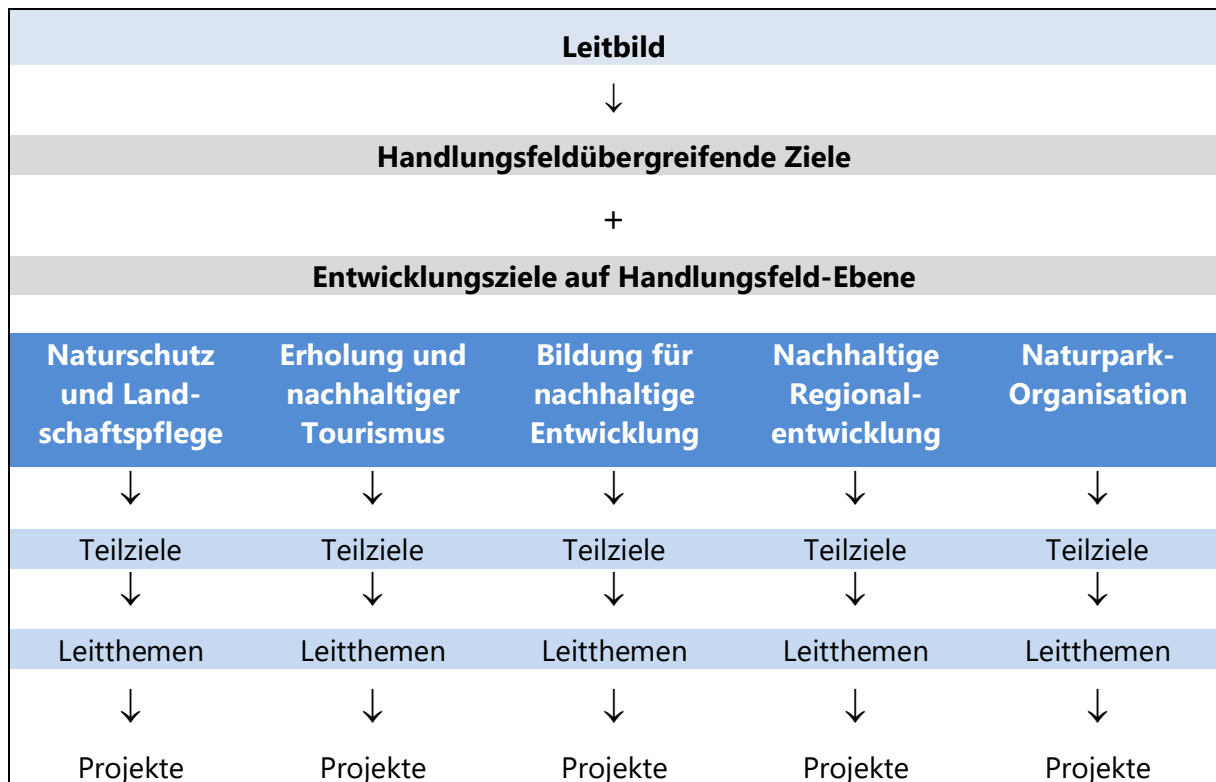 Leitbild
↓
Handlungsfeldübergreifende Ziele
+
Entwicklungsziele auf Handlungsfeld-Ebene
Naturschutz
und Land-
schaftspflege
Erholung und
nachhaltiger
Tourismus
Bildung für
nachhaltige
Entwicklung
Nachhaltige
Regional-
entwicklung
Naturpark-
Organisation
↓ ↓ ↓ ↓ ↓
Teilziele Teilziele Teilziele Teilziele Teilziele
↓ ↓ ↓ ↓ ↓
Leitthemen Leitthemen Leitthemen Leitthemen Leitthemen
↓ ↓ ↓ ↓ ↓
Projekte Projekte Projekte Projekte Projekte